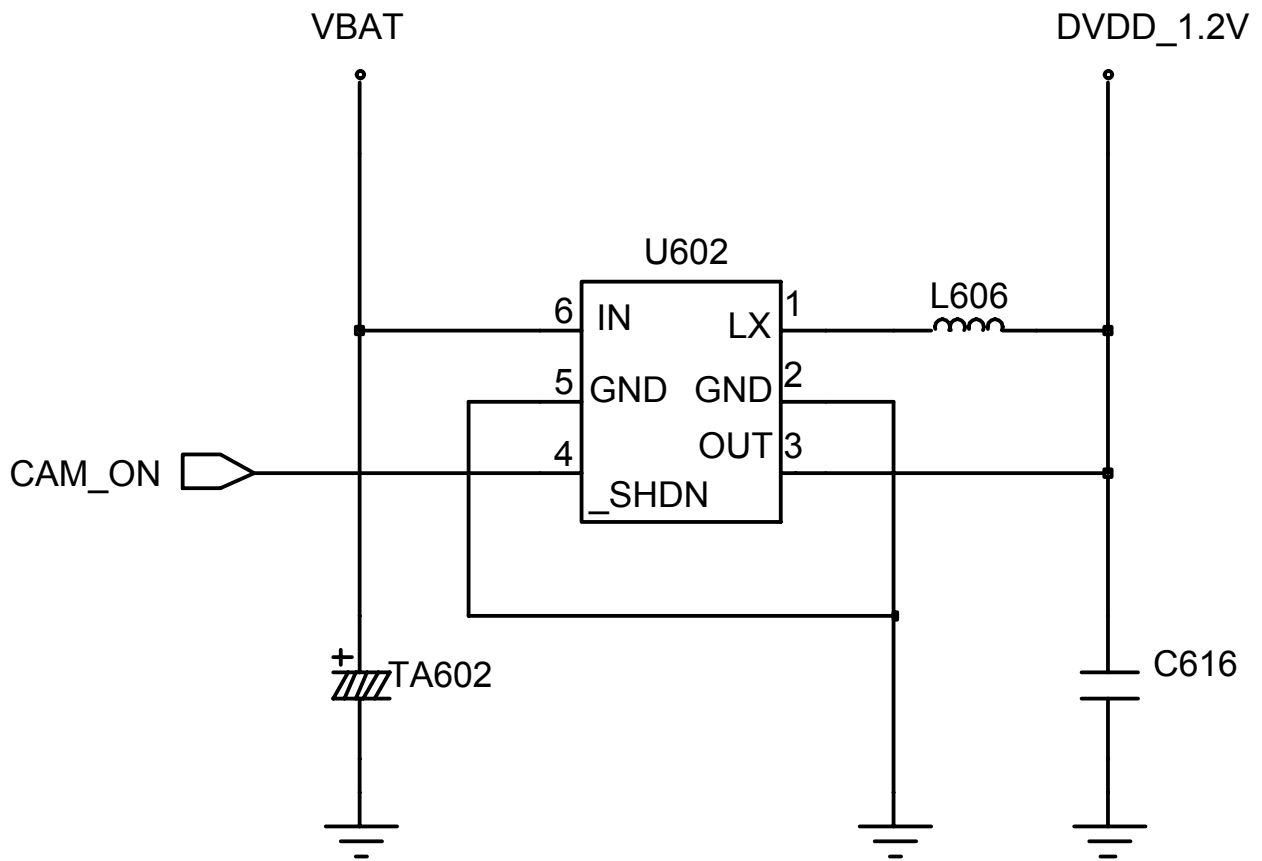 VBAT
DVDD_1.2V
U602
6 IN
LX 1
L606
5 GND
GND 2
OUT 3
CAM_ON
4 _SHDN
+
TA602
C616